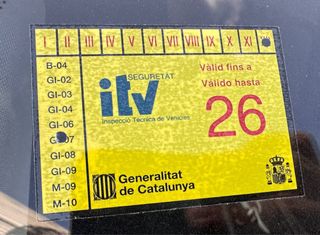 I II III IV V VI VII VIII IX X XI
B-04
GI-02
GI-03
GI-04
GI-06
GI-07
GI-08
GI-09
M-09
M-10
SEGURETAT
itv
Inspecció Tècnica de Vehicles
Vàlid fins a
Válido hasta
26
Generalitat
de Catalunya